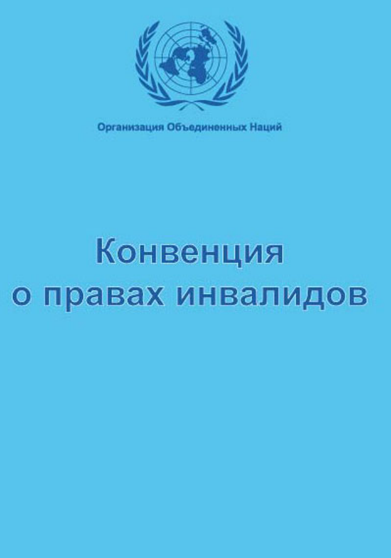 Организация Объединенных Наций
Конвенция
о правах инвалидов